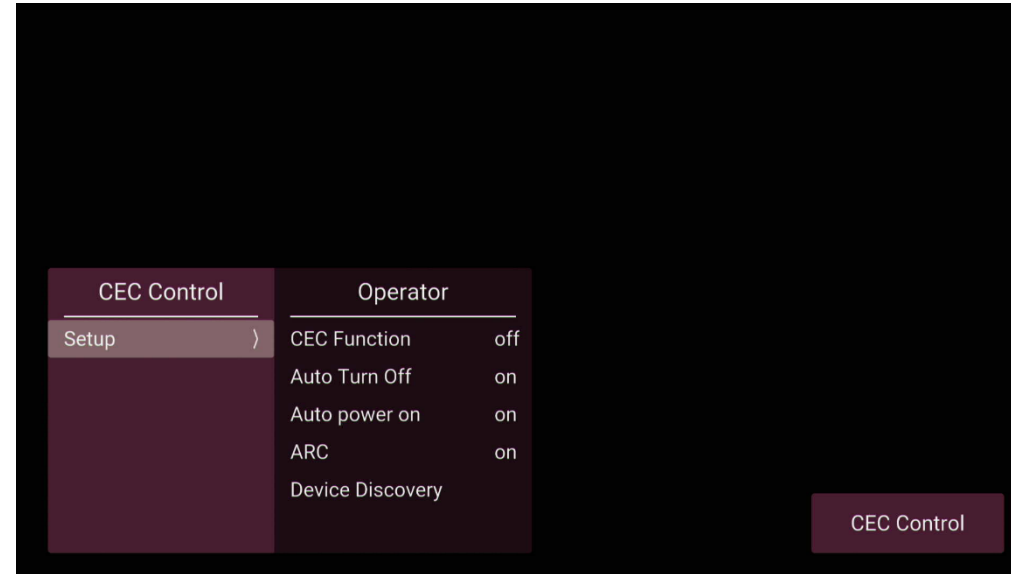 CEC Control
Setup 〉
Operator
CEC Function off
Auto Turn Off on
Auto power on on
ARC on
Device Discovery
CEC Control